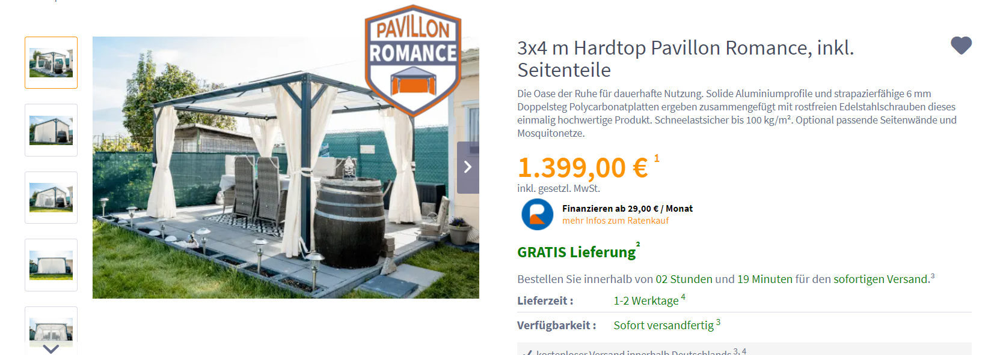 PAVILLON
ROMANCE
3x4 m Hardtop Pavillon Romance, inkl.
Seitenteile
Die Oase der Ruhe für dauerhafte Nutzung. Solide Aluminiumprofile und strapazierfähige 6 mm
Doppelsteg Polycarbonatplatten ergeben zusammengefügt mit rostfreien Edelstahlschrauben dieses
einmalig hochwertige Produkt. Schneelastsicher bis 100 kg/m². Optional passende Seitenwände und
Mosquitonetze.
1.399,00 € 1
inkl. gesetzl. MwSt.
Finanzieren ab 29,00 € / Monat
mehr Infos zum Ratenkauf
GRATIS Lieferung²
Bestellen Sie innerhalb von 02 Stunden und 19 Minuten für den sofortigen Versand.³
Lieferzeit : 1-2 Werktage 4
Verfügbarkeit : Sofort versandfertig 3
kostenloser Versand innerhalb Deutschlands 3, 4